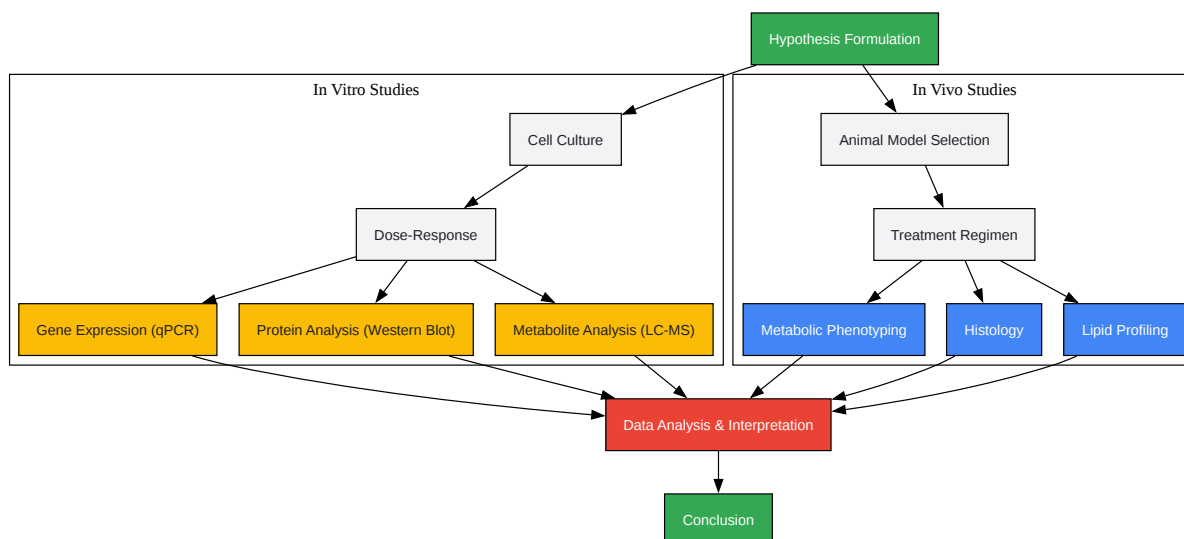 Hypothesis Formulation
In Vitro Studies
In Vivo Studies
Cell Culture
Animal Model Selection
Dose-Response
Treatment Regimen
Gene Expression (qPCR)
Protein Analysis (Western Blot)
Metabolite Analysis (LC-MS)
Metabolic Phenotyping
Histology
Lipid Profiling
Data Analysis & Interpretation
Conclusion